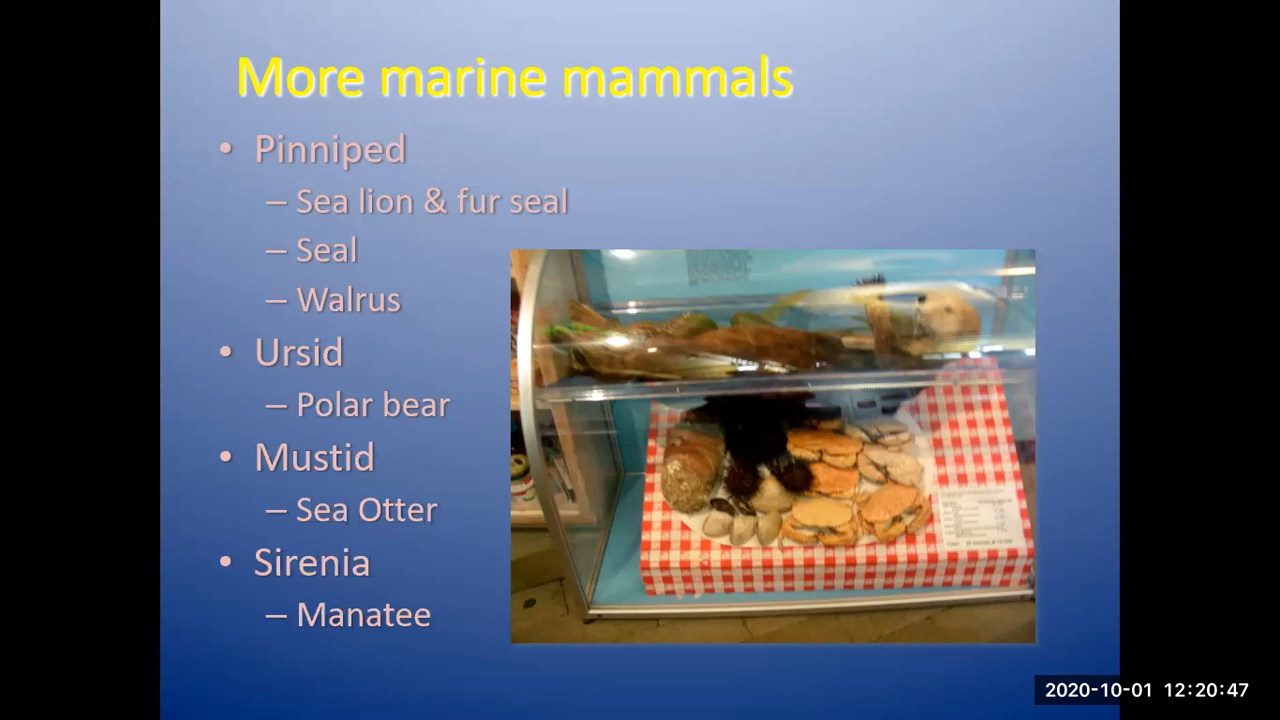 More marine mammals
• Pinniped
– Sea lion & fur seal
– Seal
– Walrus
• Ursid
– Polar bear
• Mustid
– Sea Otter
• Sirenia
– Manatee
2020-10-01 12:20:47